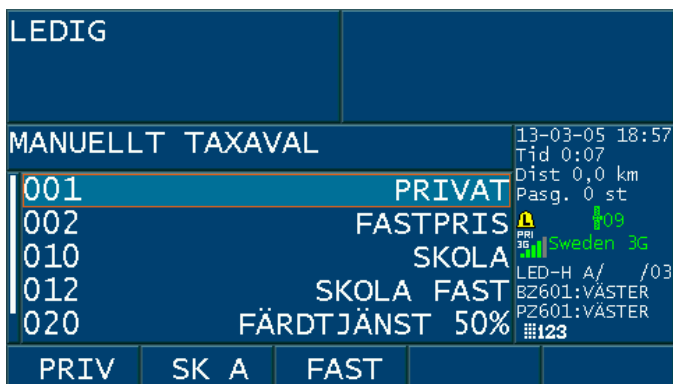 LEDIG
MANUELLT TAXAVAL
001 PRIVAT
002 FASTPRIS
010 SKOLA
012 SKOLA FAST
020 FÄRDTJÄNST 50%
13-03-05 18:57
Tid 0:07
Dist 0,0 km
Pasg. 0 st
L 09
PRI
3G Sweden 3G
LED-H A/ /03
BZ601:VÄSTER
PZ601:VÄSTER
123
PRIV SK A FAST